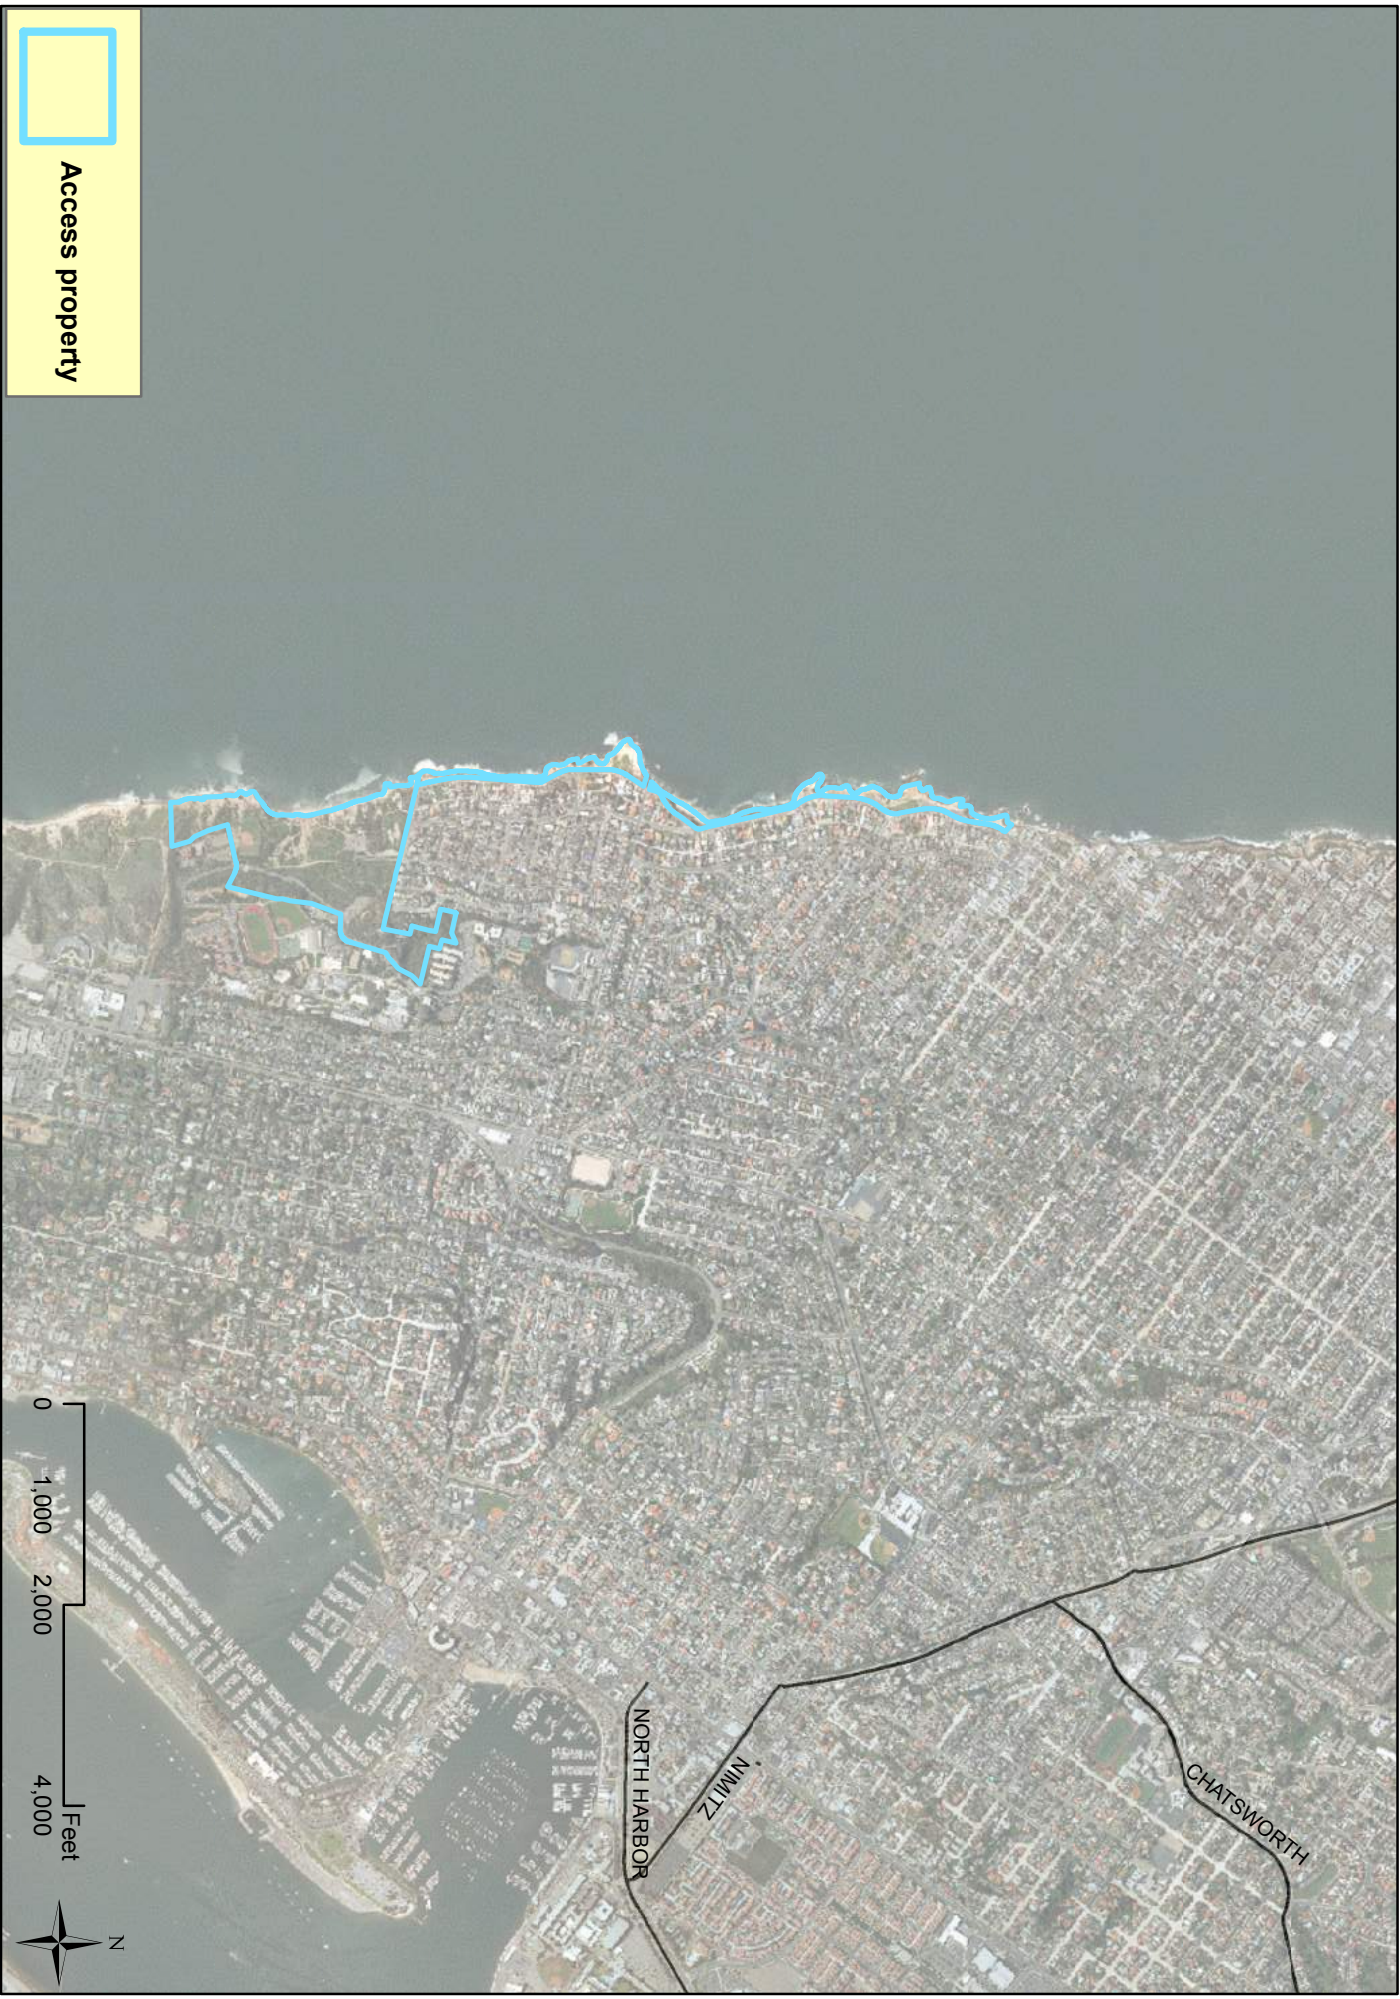 Access property
CHATSWORTH
NIMITZ
NORTH HARBOR
0 1,000 2,000 4,000
Feet
N